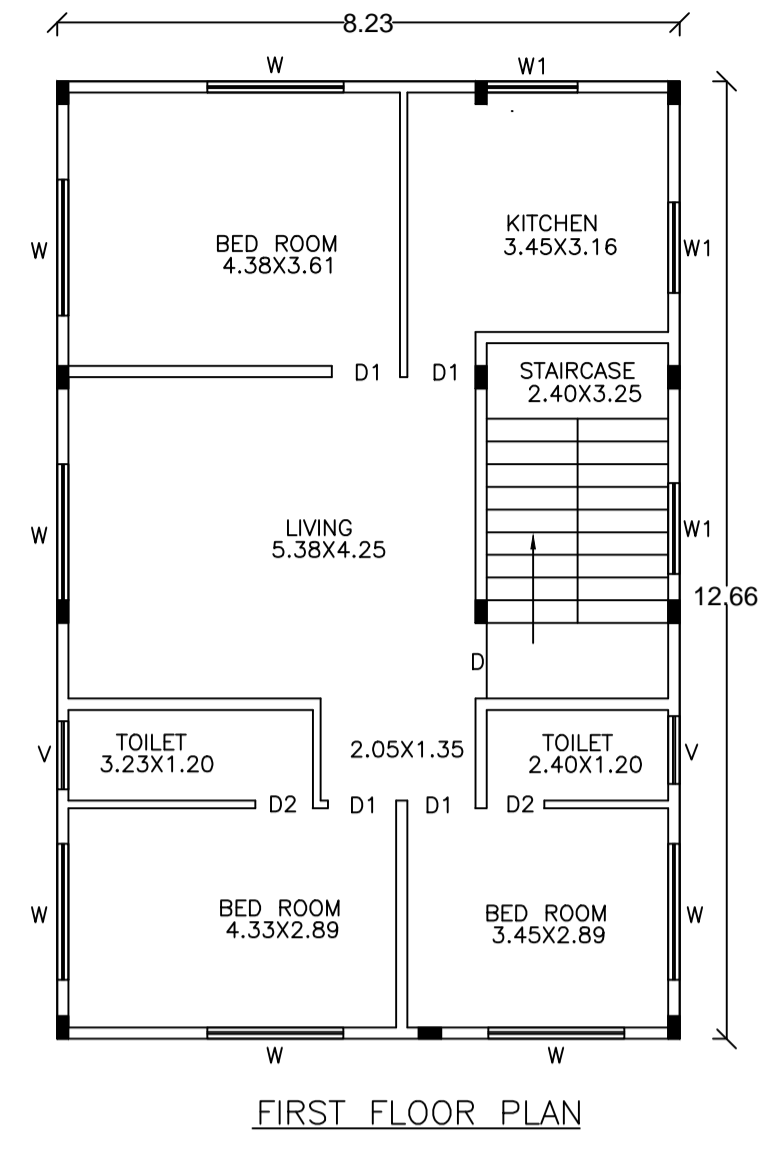 8.23
W
W1
BED ROOM
4.38X3.61
KITCHEN
3.45X3.16
W
W1
D1
D1
STAIRCASE
2.40X3.25
LIVING
5.38X4.25
W
W1
12.66
D
TOILET
3.23X1.20
2.05X1.35
TOILET
2.40X1.20
V
V
D2
D1
D1
D2
BED ROOM
4.33X2.89
BED ROOM
3.45X2.89
W
W
W
W
FIRST FLOOR PLAN